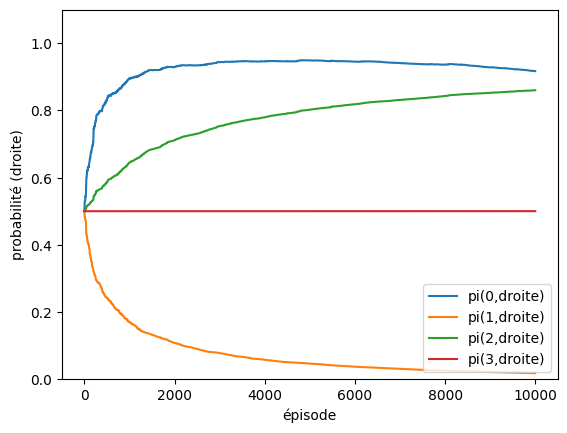 1.0
0.8
0.6
0.4
0.2
0.0
probabilité (droite)
0
2000
4000
6000
8000
10000
épisode
pi(0,droite)
pi(1,droite)
pi(2,droite)
pi(3,droite)